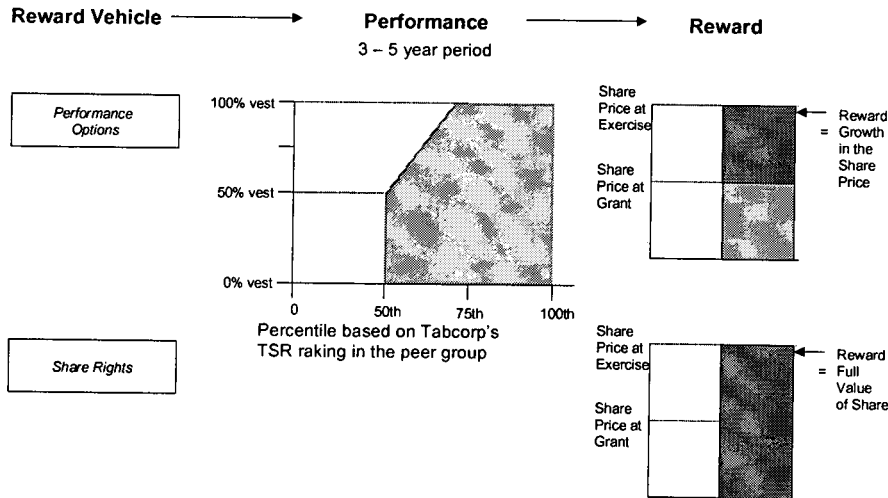 Reward Vehicle
Performance
3 – 5 year period
Reward
Performance
Options
100% vest
50% vest
0% vest
0
50th
75th
100th
Percentile based on Tabcorp's
TSR raking in the peer group
Share
Price at
Exercise
Share
Price at
Grant
Reward
= Growth
in the
Share
Price
Share Rights
Share
Price at
Exercise
Share
Price at
Grant
Reward
= Full
Value
of Share